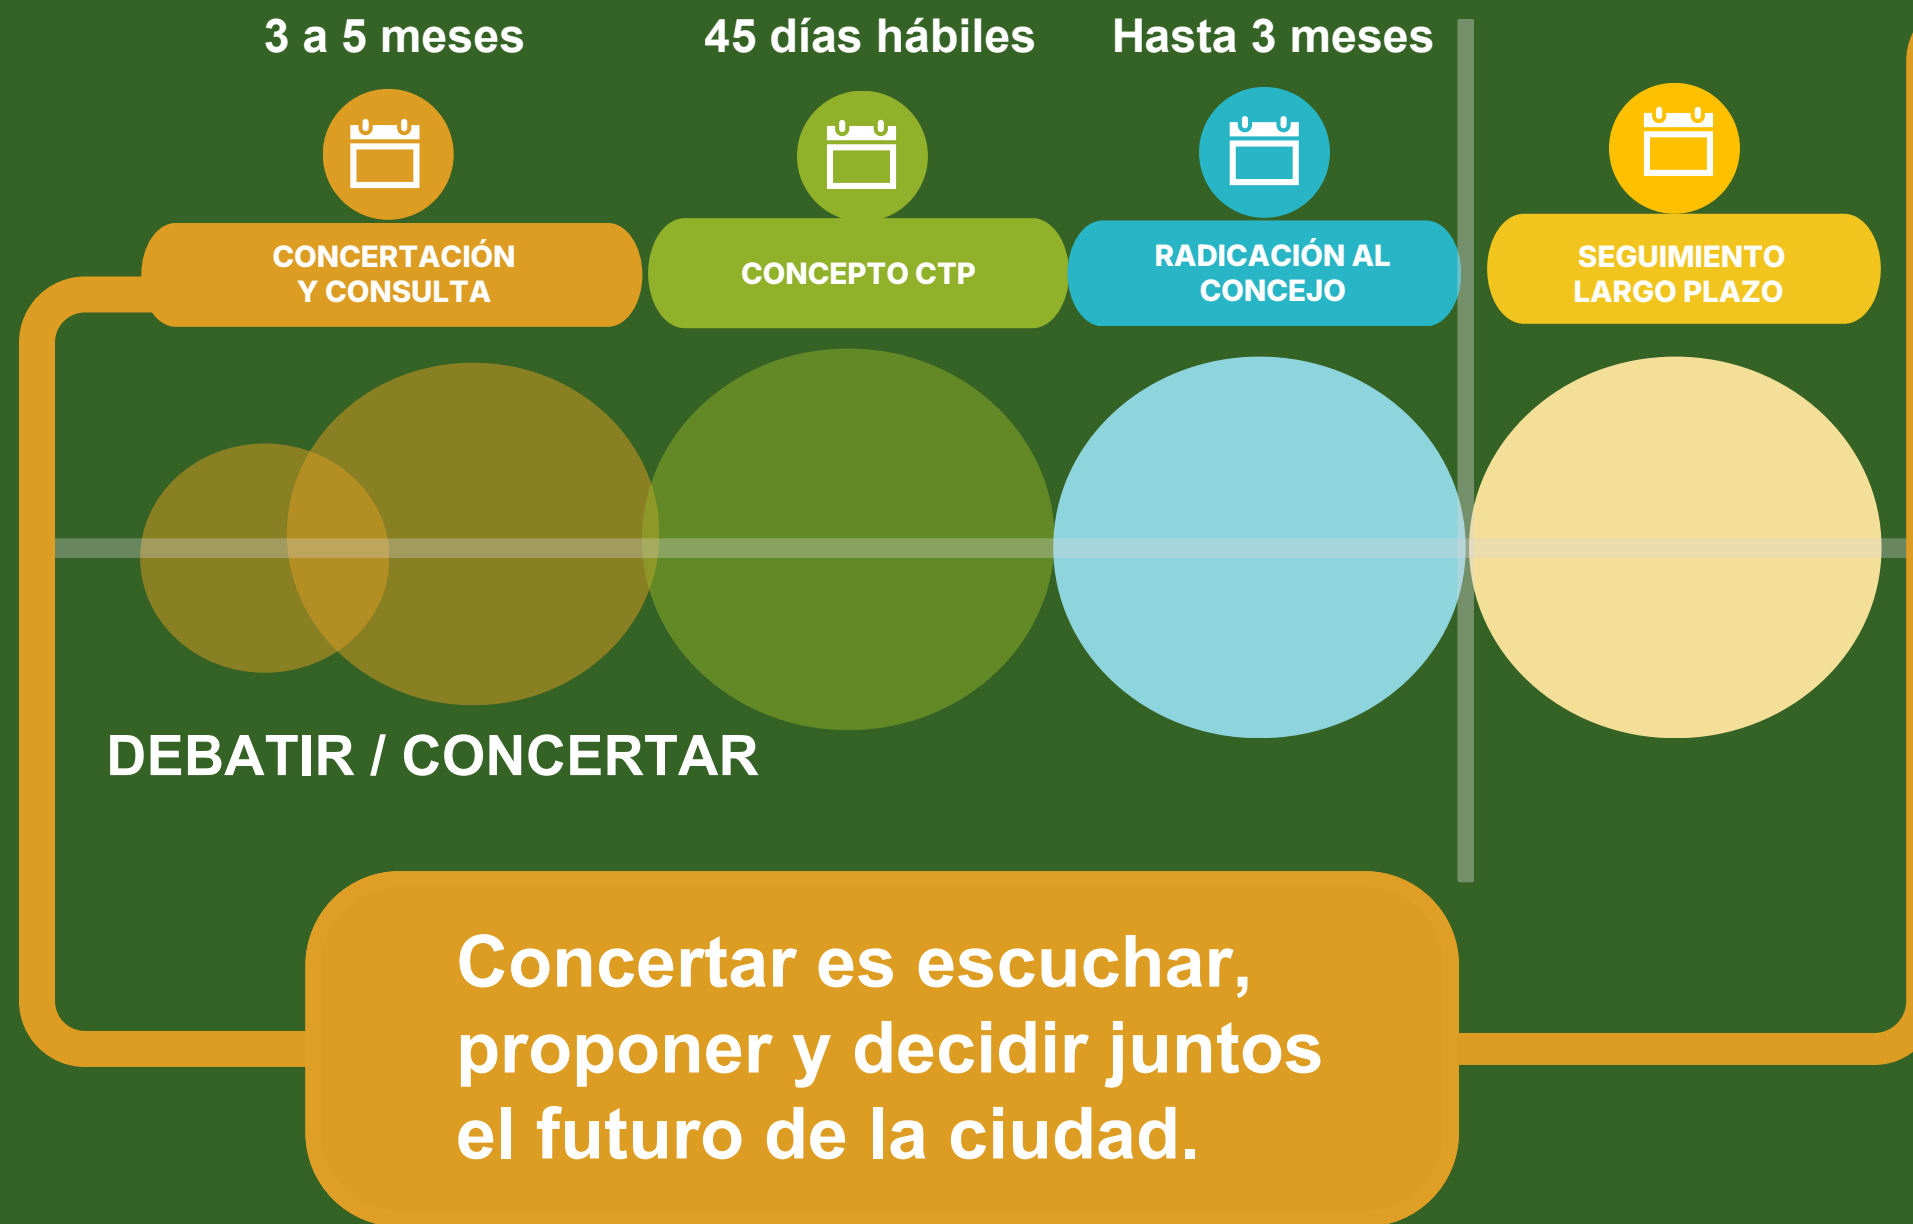 3 a 5 meses
45 días hábiles
Hasta 3 meses
CONCERTACIÓN
Y CONSULTA
CONCEPTO CTP
RADICACIÓN AL
CONCEJO
SEGUIMIENTO
LARGO PLAZO
DEBATIR / CONCERTAR
Concertar es escuchar,
proponer y decidir juntos
el futuro de la ciudad.